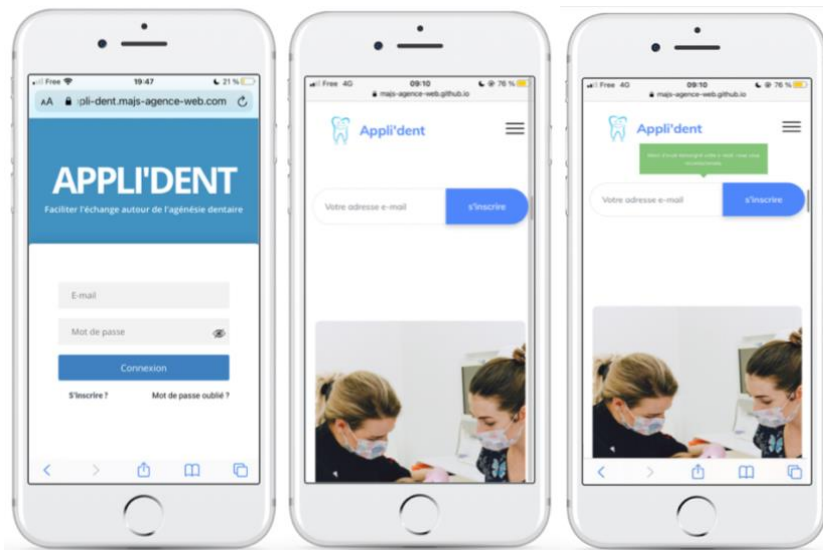 Free 19:47 21 %
AA pli-dent.majs-agence-web.com
APPLI'DENT
Faciliter l'échange autour de l'agénésie dentaire
E-mail
Mot de passe
Connexion
S'inscrire ? Mot de passe oublié ?
Free 4G 09:10 76 %
majs-agence-web.github.io
Appli'dent
Votre adresse e-mail s'inscrire
Free 4G 09:10 76 %
majs-agence-web.github.io
Appli'dent
Votre adresse e-mail s'inscrire